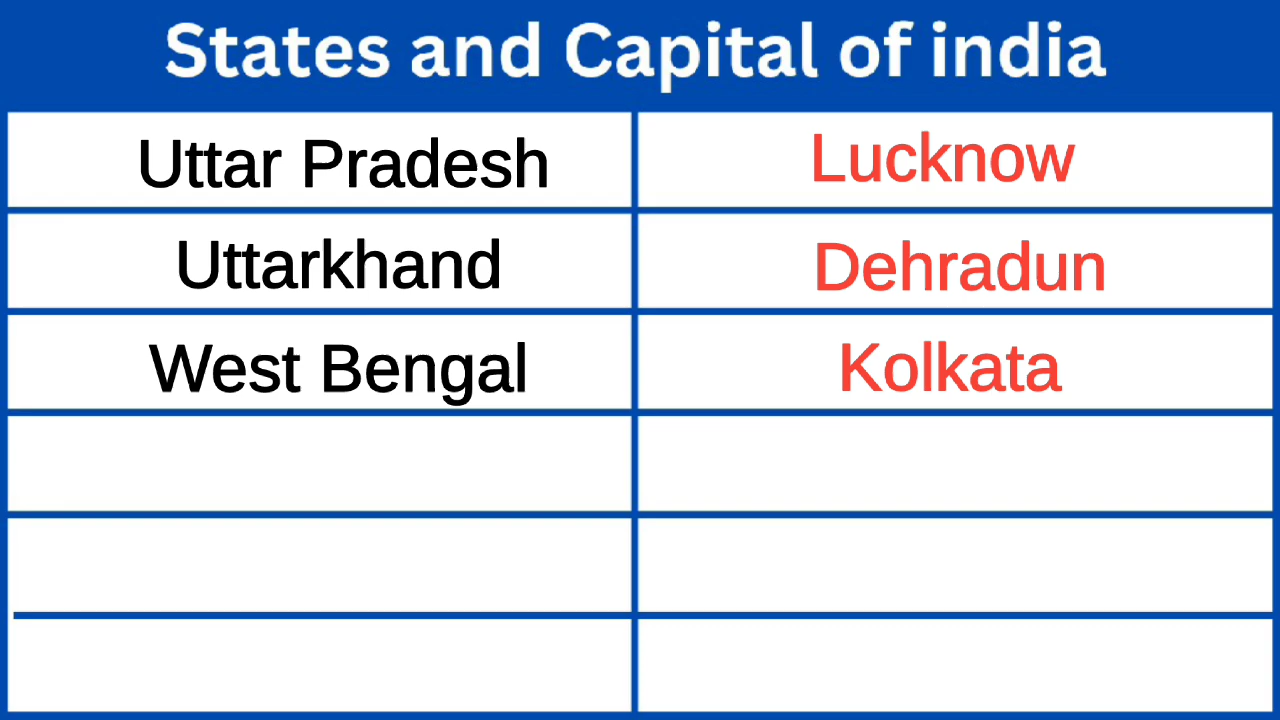 States and Capital of india
Uttar Pradesh Lucknow
Uttarkhand Dehradun
West Bengal Kolkata